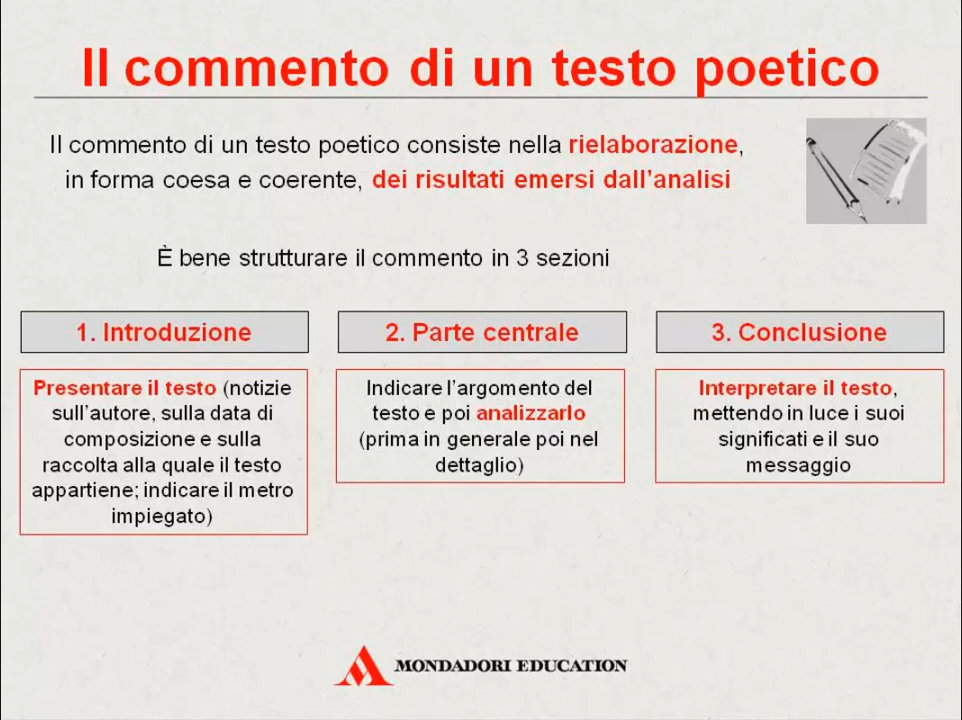 Il commento di un testo poetico
Il commento di un testo poetico consiste nella rielaborazione,
in forma coesa e coerente, dei risultati emersi dall'analisi
È bene strutturare il commento in 3 sezioni
1. Introduzione
Presentare il testo (notizie
sull'autore, sulla data di
composizione e sulla
raccolta alla quale il testo
appartiene; indicare il metro
impiegato)
2. Parte centrale
Indicare l'argomento del
testo e poi analizzarlo
(prima in generale poi nel
dettaglio)
3. Conclusione
Interpretare il testo,
mettendo in luce i suoi
significati e il suo
messaggio
MONDADORI EDUCATION